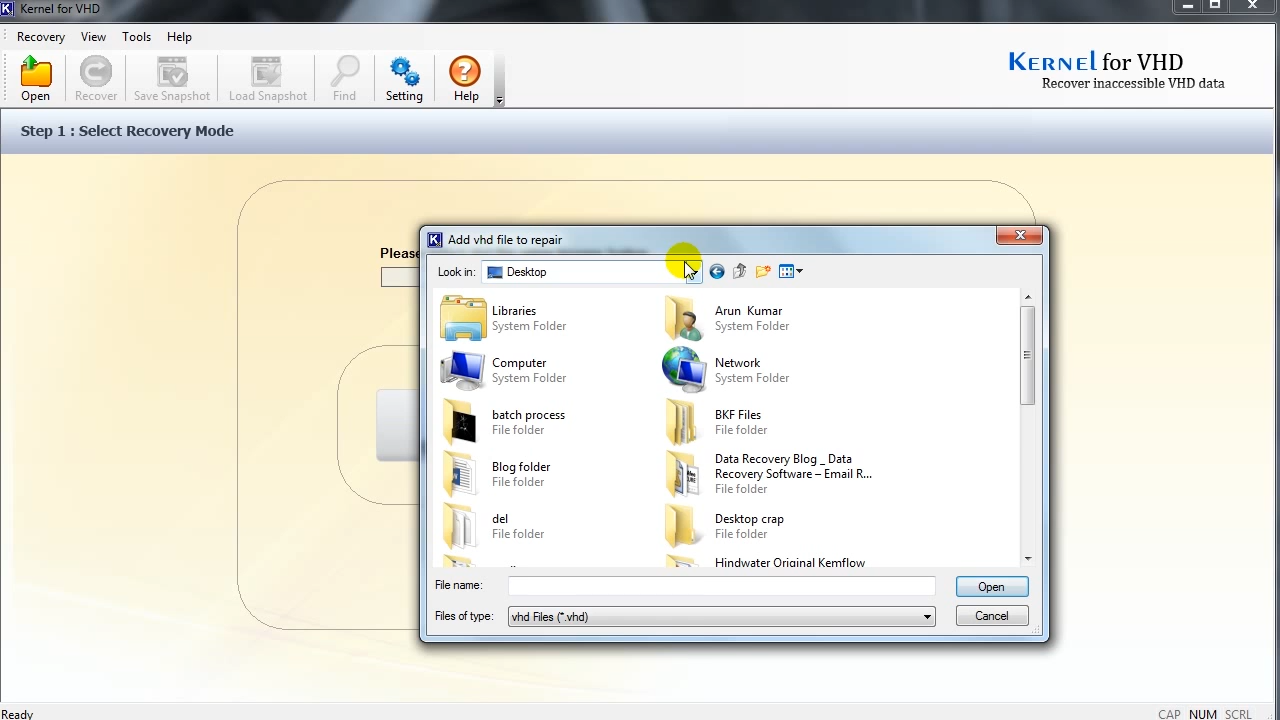 Kernel for VHD
Recovery View Tools Help
Open Recover Save Snapshot Load Snapshot Find Setting Help
KERNEL for VHD
Recover inaccessible VHD data
Step 1 : Select Recovery Mode
Please
Add vhd file to repair
Look in: Desktop
Libraries
System Folder
Arun Kumar
System Folder
Computer
System Folder
Network
System Folder
batch process
File folder
BKF Files
File folder
Blog folder
File folder
Data Recovery Blog _ Data
Recovery Software – Email R...
File folder
del
File folder
Desktop crap
File folder
Hindwater Original Kemflow
File name:
Open
Files of type: vhd Files (*.vhd)
Cancel
Ready
CAP NUM SCRL